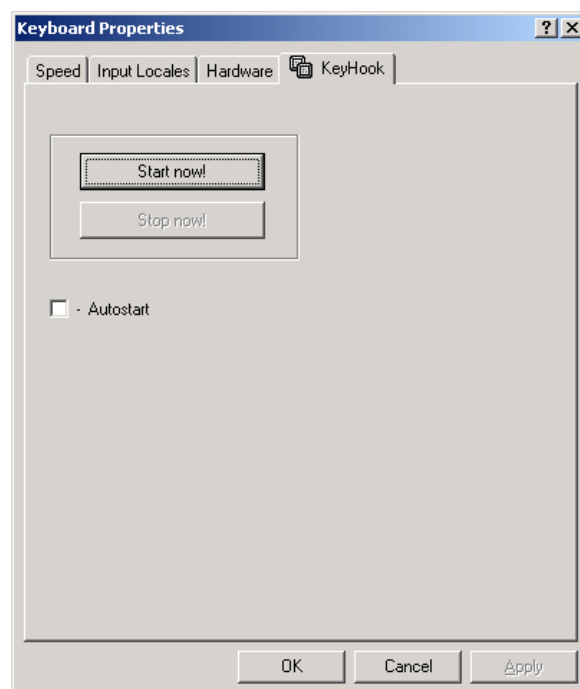 Keyboard Properties
Speed Input Locales Hardware KeyHook
Start now!
Stop now!
- Autostart
OK Cancel Apply